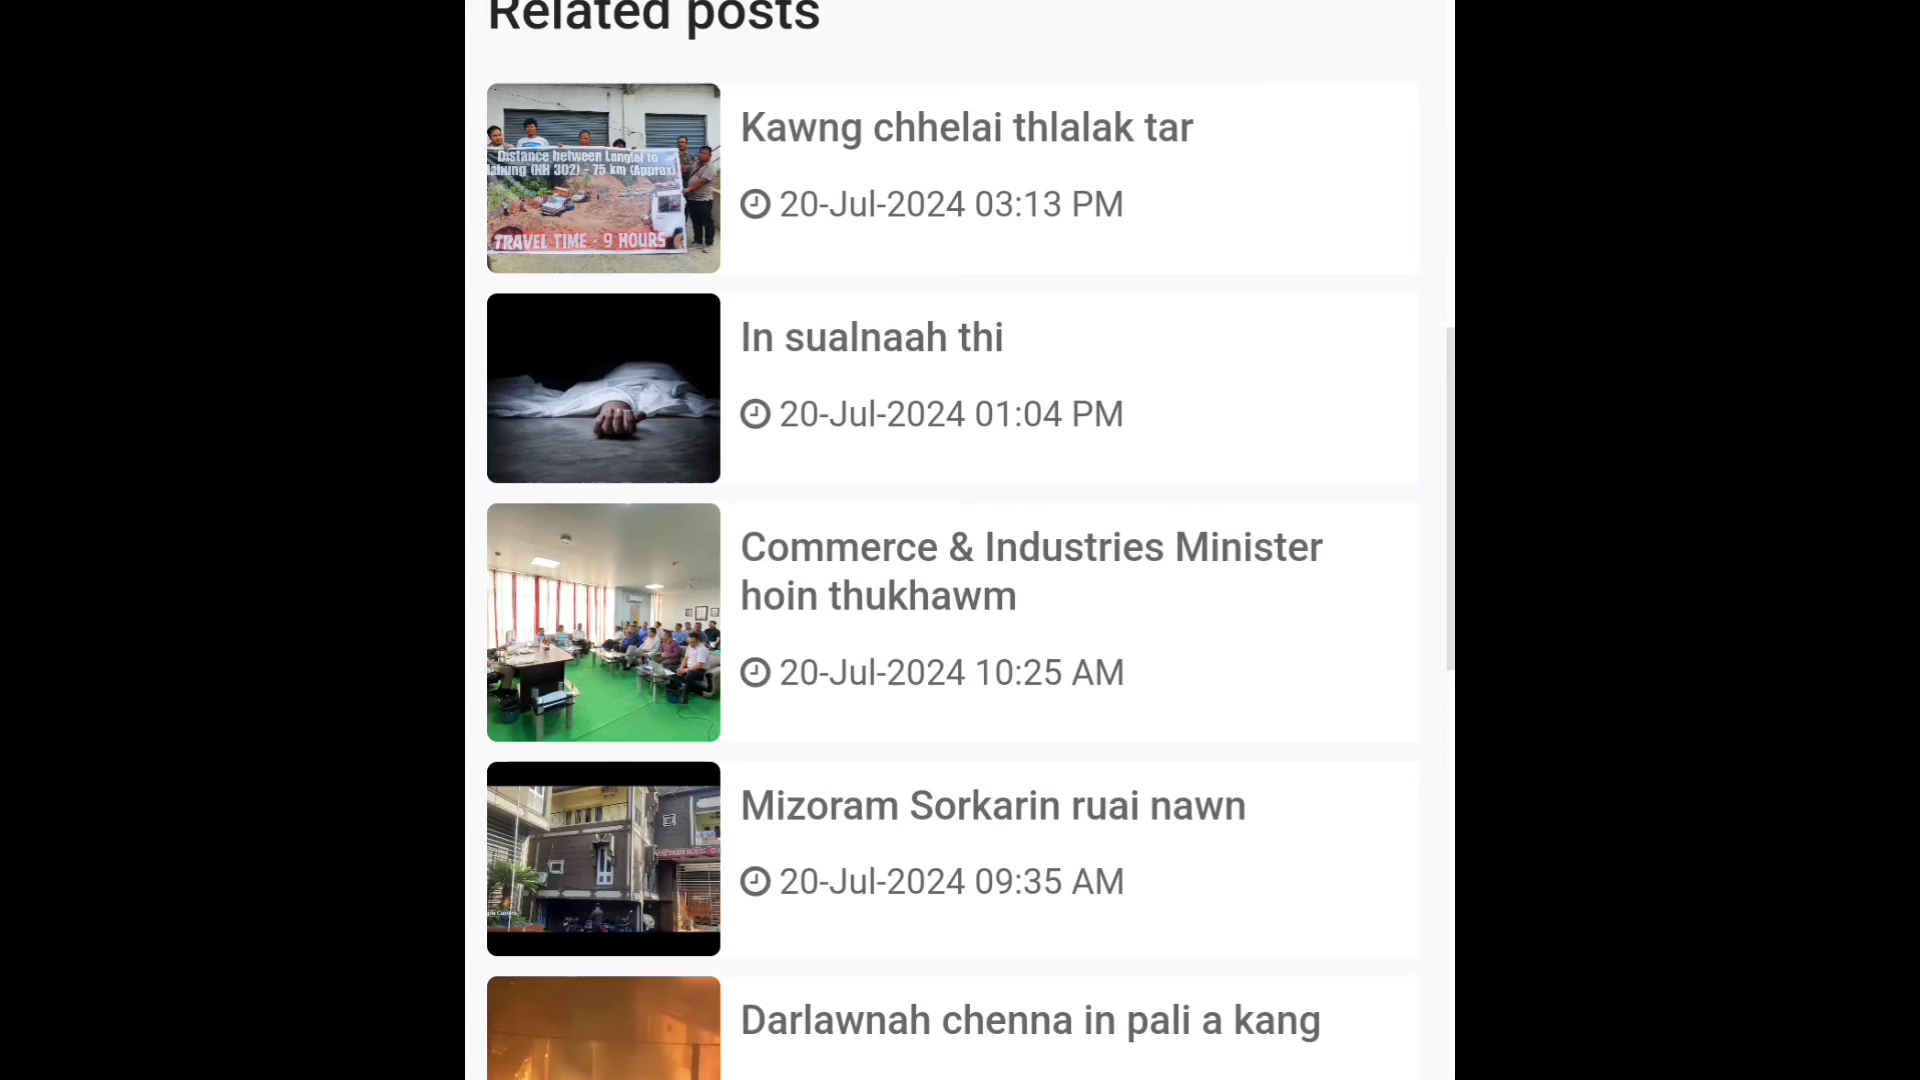 Related posts
Distance between Lunglei to
(NH 302) - 75 km (Approx)
TRAVEL TIME - 9 HOURS
Kawng chhelai thlalak tar
20-Jul-2024 03:13 PM
In sualnaah thi
20-Jul-2024 01:04 PM
Commerce & Industries Minister
hoin thukhawm
20-Jul-2024 10:25 AM
Mizoram Sorkarin ruai nawn
20-Jul-2024 09:35 AM
Darlawnah chenna in pali a kang